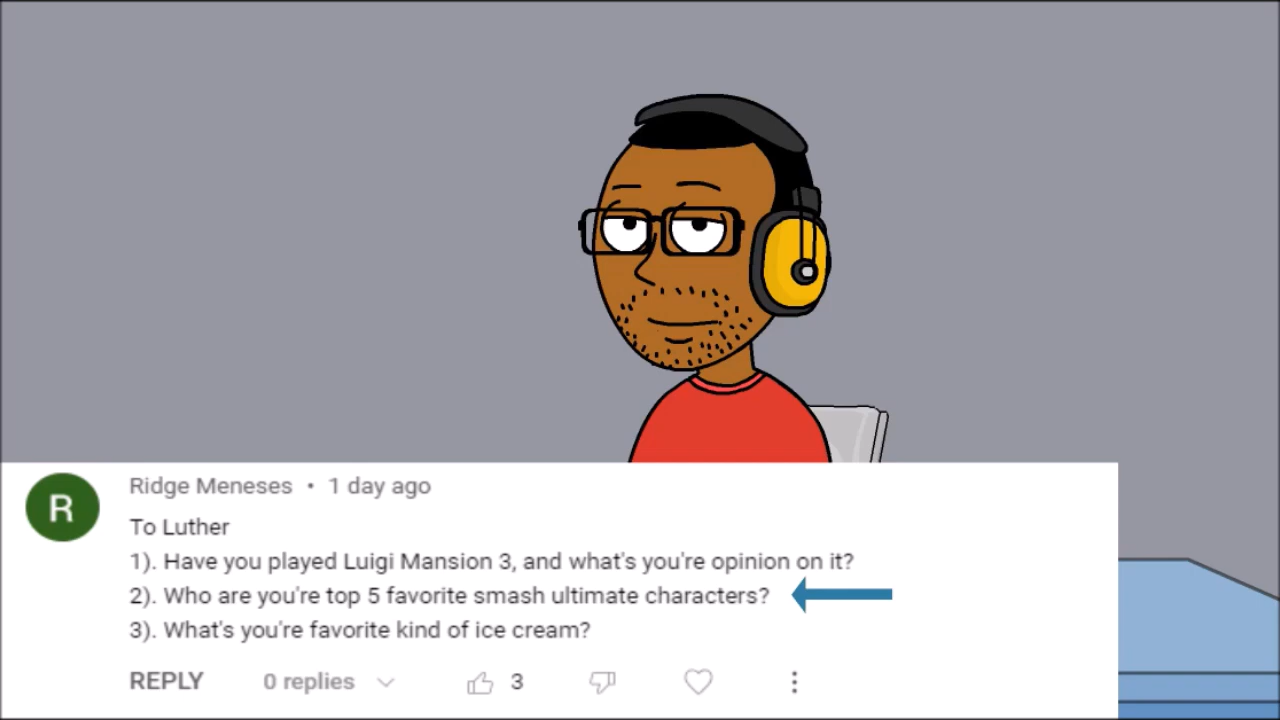 R
Ridge Meneses • 1 day ago
To Luther
1). Have you played Luigi Mansion 3, and what's you're opinion on it?
2). Who are you're top 5 favorite smash ultimate characters?
3). What's you're favorite kind of ice cream?
REPLY 0 replies 3